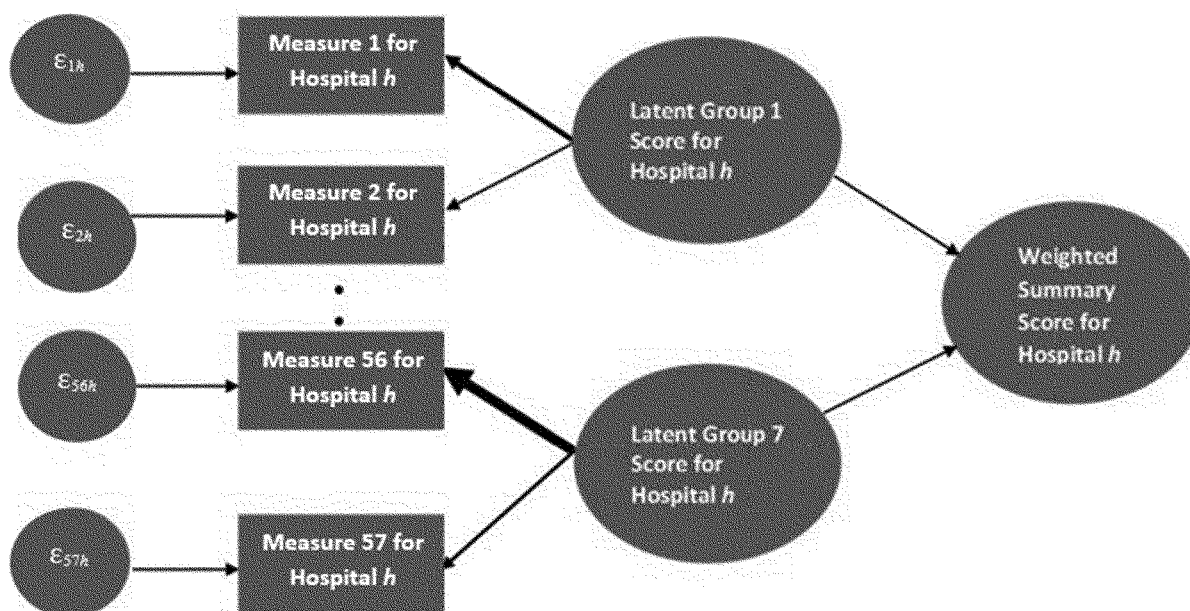 ε1h
Measure 1 for
Hospital h
Latent Group 1
Score for
Hospital h
ε2h
Measure 2 for
Hospital h
Weighted
Summary
Score for
Hospital h
ε56h
Measure 56 for
Hospital h
Latent Group 7
Score for
Hospital h
ε57h
Measure 57 for
Hospital h